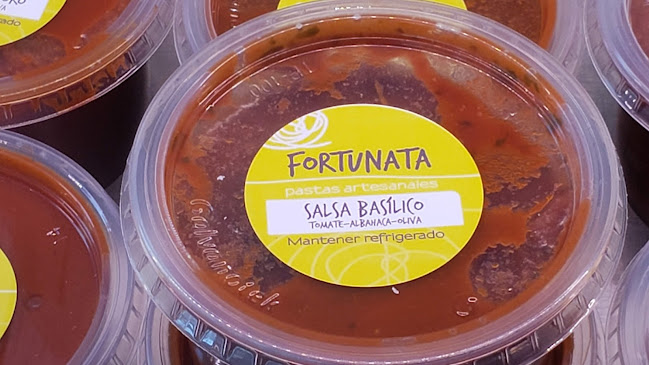 FORTUNATA
pastas artesanales
SALSA BASÍLICO
TOMATE-ALBAHACA-OLIVA
Mantener refrigerado